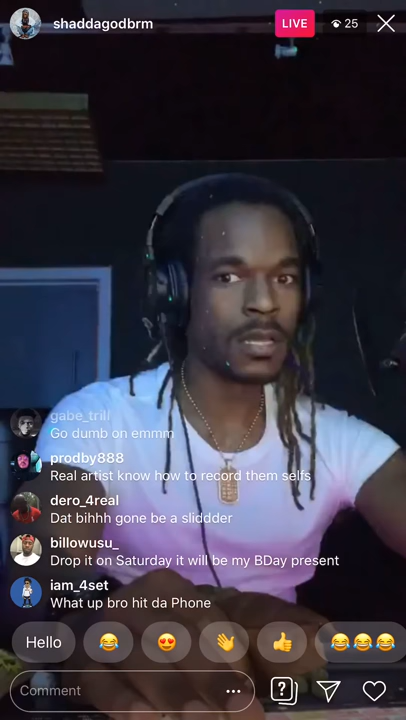 shaddagodbrm
LIVE
25
gabe_trill
Go dumb on emmm
prodby888
Real artist know how to record them selfs
dero_4real
Dat bihhh gone be a sliddder
billowusu_
Drop it on Saturday it will be my BDay present
iam_4set
What up bro hit da Phone
Hello 😂 😍 👋 👍 😂😂😂
Comment